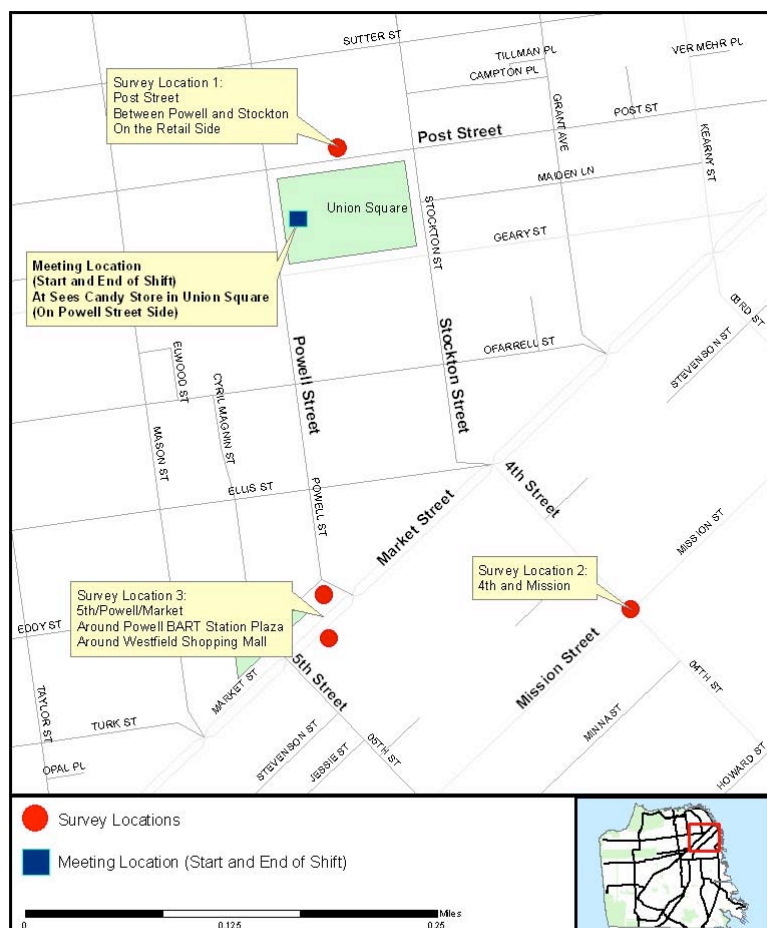 SUTTER ST
TILLMAN PL
VER MEHR PL
CAMPTON PL
Survey Location 1:
Post Street
Between Powell and Stockton
On the Retail Side
GRANT AVE
POST ST
Post Street
KEARNY ST
MAIDEN LN
Union Square
STOCKTON ST
GEARY ST
Meeting Location
(Start and End of Shift)
At Sees Candy Store in Union Square
(On Powell Street Side)
03RD ST
STEVENSON ST
OFARRELL ST
Powell Street
Stockton Street
ELWOOD ST
CYRIL MAGNIN ST
MASON ST
ELLIS ST
POWELL ST
4th Street
Market Street
MISSION ST
Survey Location 2:
4th and Mission
Survey Location 3:
5th/Powell/Market
Around Powell BART Station Plaza
Around Westfield Shopping Mall
EDDY ST
MARKET ST
5th Street
Mission Street
04TH ST
TAYLOR ST
TURK ST
STEVENSON ST
JESSIE ST
05TH ST
MINNA ST
HOWARD ST
OPAL PL
Survey Locations
Meeting Location (Start and End of Shift)
Miles
0 0.125 0.25